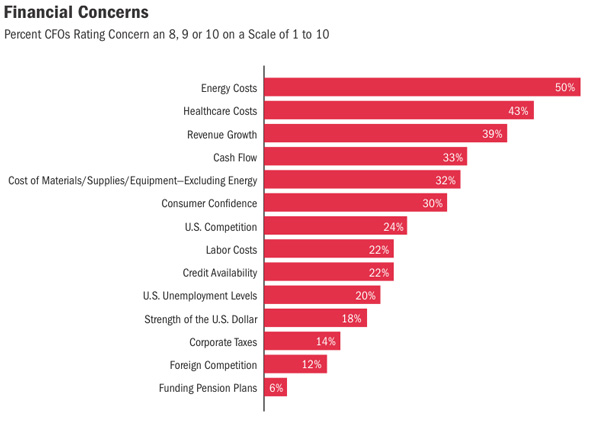 Financial Concerns
Percent CFOs Rating Concern an 8, 9 or 10 on a Scale of 1 to 10
Energy Costs 50%
Healthcare Costs 43%
Revenue Growth 39%
Cash Flow 33%
Cost of Materials/Supplies/Equipment—Excluding Energy 32%
Consumer Confidence 30%
U.S. Competition 24%
Labor Costs 22%
Credit Availability 22%
U.S. Unemployment Levels 20%
Strength of the U.S. Dollar 18%
Corporate Taxes 14%
Foreign Competition 12%
Funding Pension Plans 6%